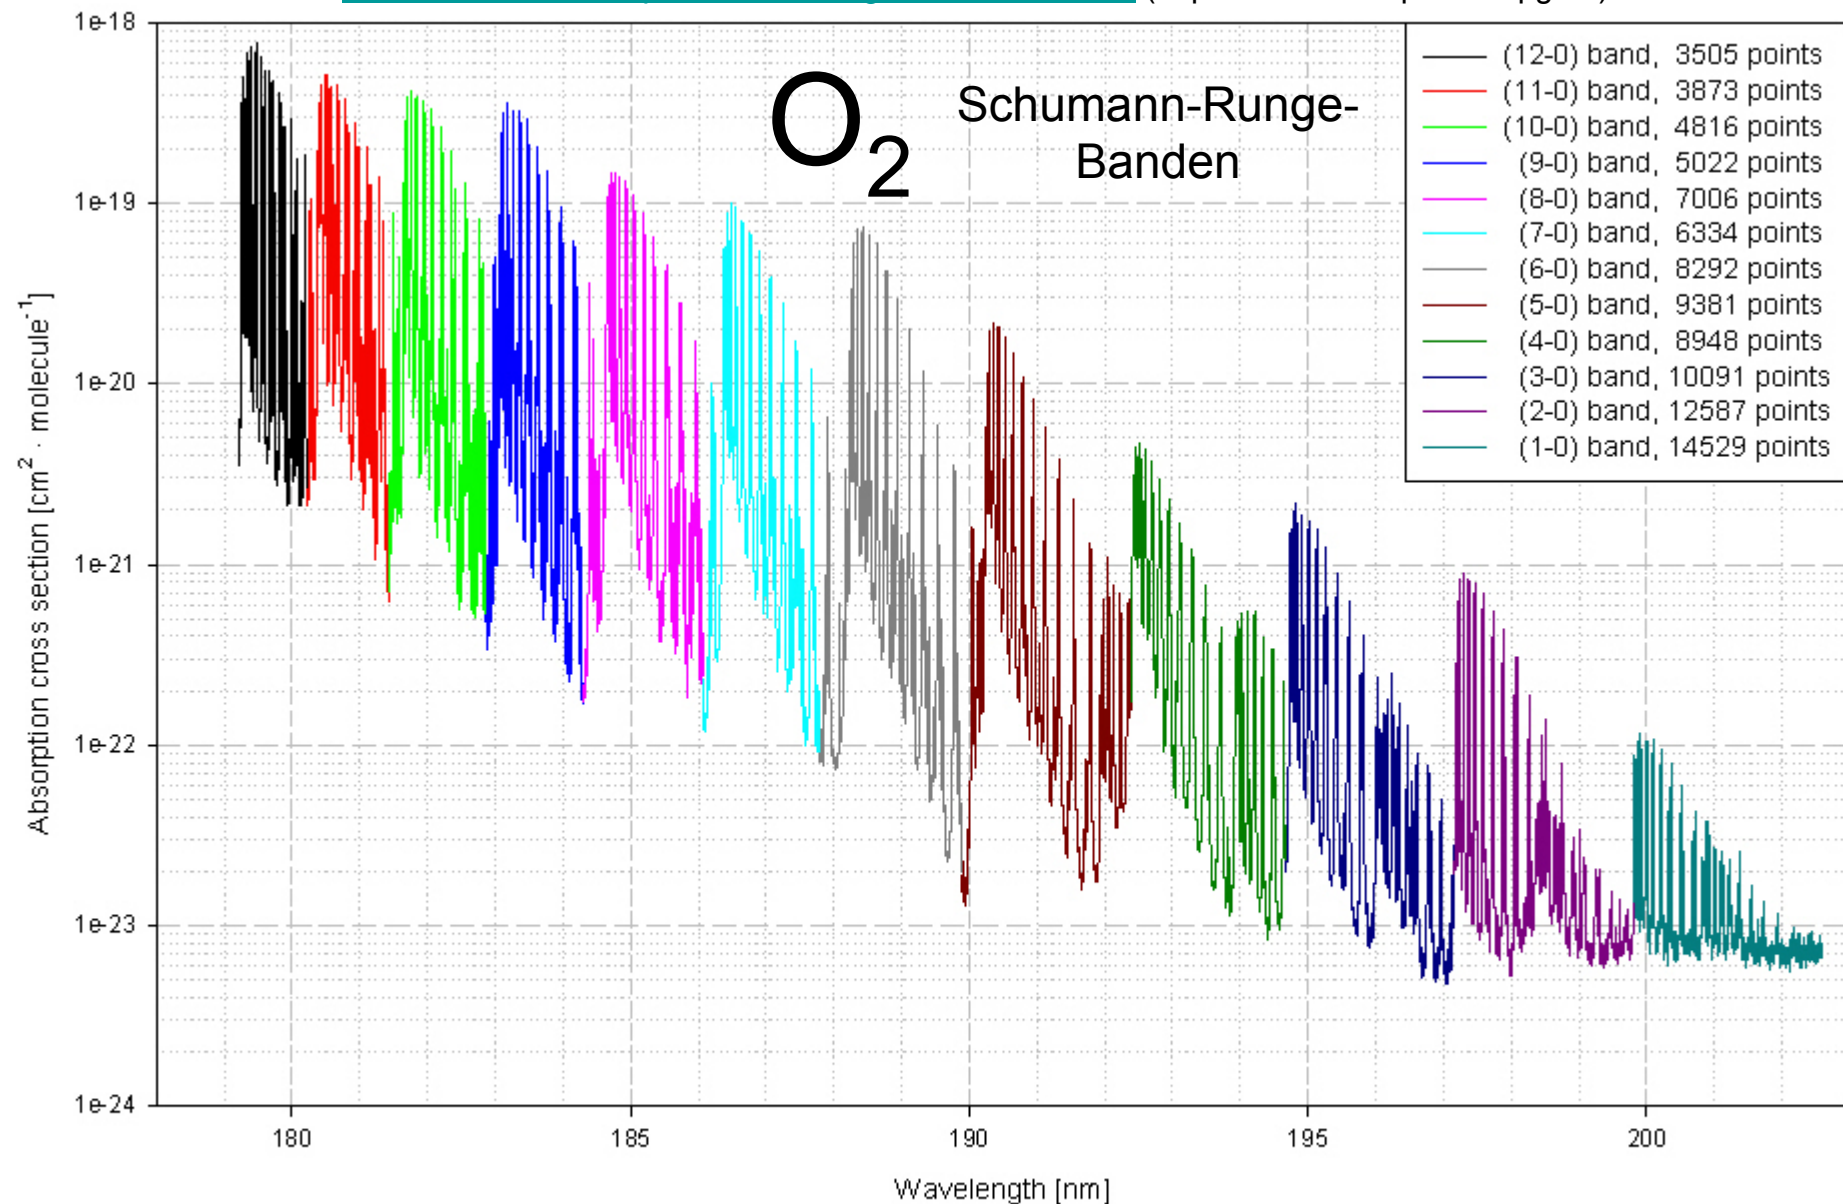 1e-18
O2
Schumann-Runge-
Banden
(12-0) band, 3505 points
(11-0) band, 3873 points
(10-0) band, 4816 points
(9-0) band, 5022 points
(8-0) band, 7006 points
(7-0) band, 6334 points
(6-0) band, 8292 points
(5-0) band, 9381 points
(4-0) band, 8948 points
(3-0) band, 10091 points
(2-0) band, 12587 points
(1-0) band, 14529 points
1e-19
1e-20
1e-21
1e-22
1e-23
1e-24
Absorption cross section [cm2 · molecule-1]
180 185 190 195 200
Wavelength [nm]